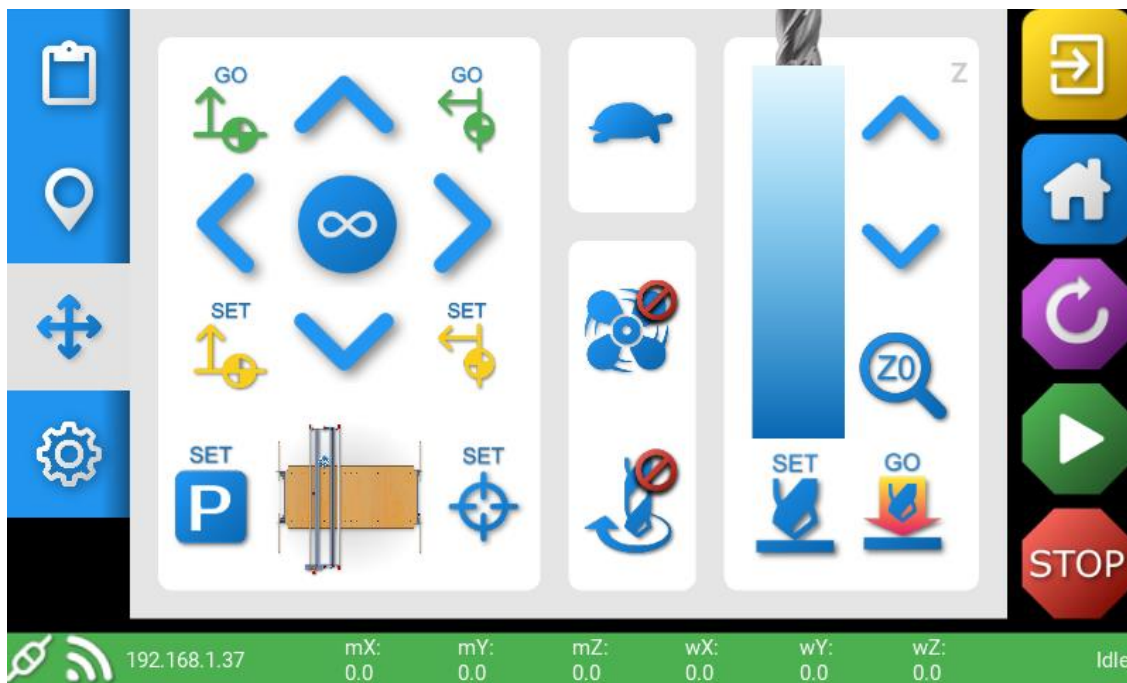 GO
GO
Z
∞
SET
SET
Z0
SET
P
SET
SET
GO
STOP
192.168.1.37
mX:
0.0
mY:
0.0
mZ:
0.0
wX:
0.0
wY:
0.0
wZ:
0.0
Idle